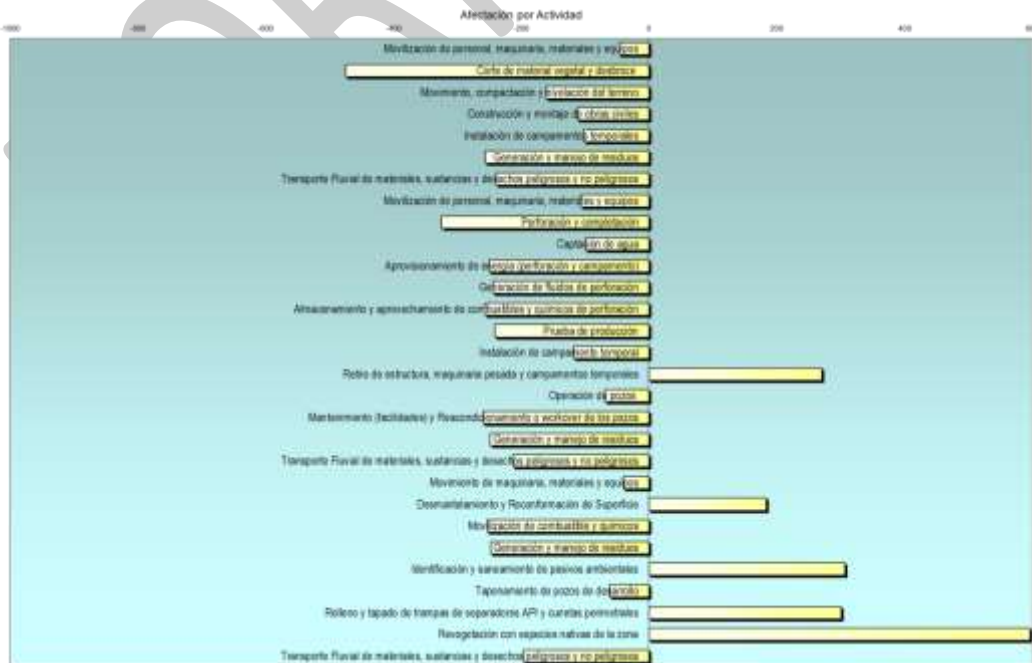 Afectación por Actividad
-1000 -800 -600 -400 -200 0 200 400 600
Movilización de personal, maquinaria, materiales y equipos
Corte de material vegetal y desbroce
Movimiento, compactación y nivelación del terreno
Construcción y montaje de obras civiles
Instalación de campamentos temporales
Generación y manejo de residuos
Transporte Fluvial de materiales, sustancias y desechos peligrosos y no peligrosos
Movilización de personal, maquinaria, materiales y equipos
Perforación y completación
Captación de agua
Aprovisionamiento de energía (perforación y campamento)
Generación de fluidos de perforación
Almacenamiento y aprovechamiento de combustibles y químicos de perforación
Prueba de producción
Instalación de campamento temporal
Retiro de estructura, maquinaria pesada y campamentos temporales
Operación de pozos
Mantenimiento (facilidades) y Reacondicionamiento o workover de los pozos
Generación y manejo de residuos
Transporte Fluvial de materiales, sustancias y desechos peligrosos y no peligrosos
Movimiento de maquinaria, materiales y equipos
Desmantelamiento y Reconformación de Superficie
Movilización de combustible y químicos
Generación y manejo de residuos
Identificación y saneamiento de pasivos ambientales
Taponamiento de pozos de desarrollo
Relleno y tapado de trampas de separadores API y cunetas perimetrales
Revegetación con especies nativas de la zona
Transporte Fluvial de materiales, sustancias y desechos peligrosos y no peligrosos